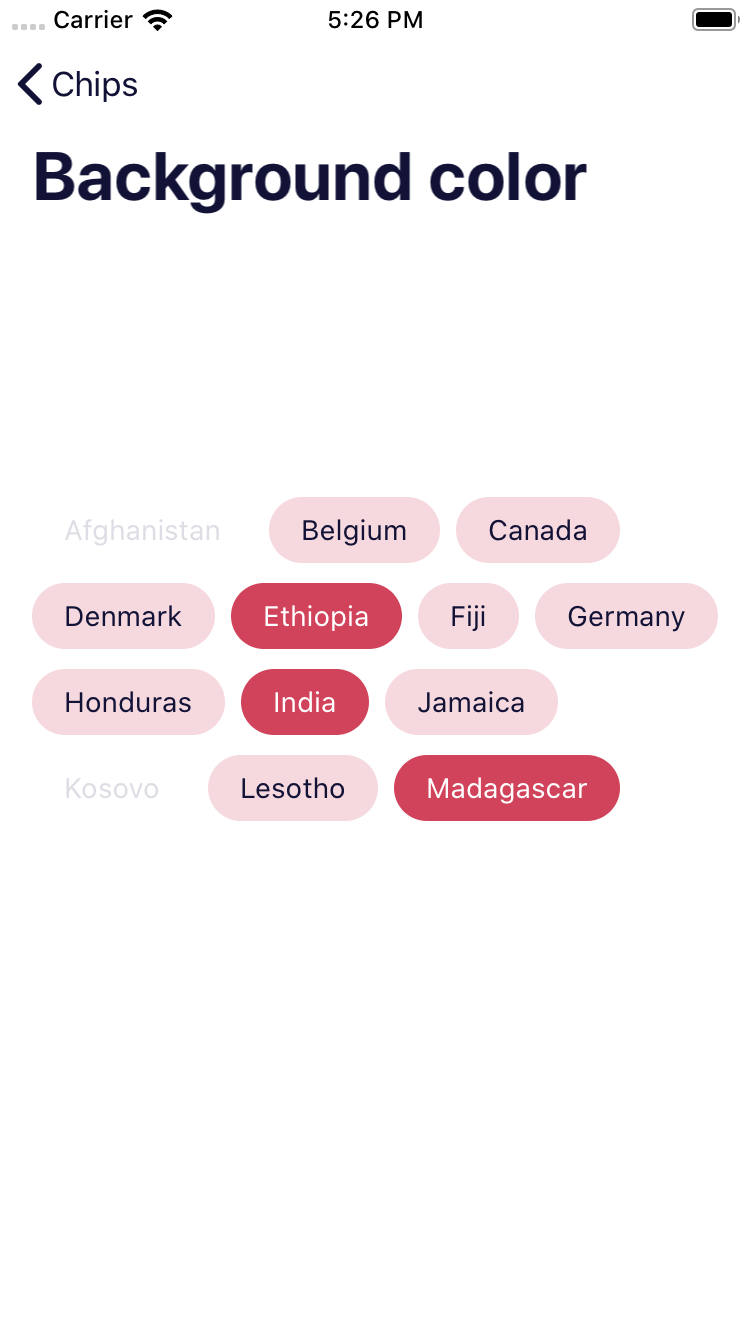 Carrier 5:26 PM
Chips
Background color
Afghanistan Belgium Canada
Denmark Ethiopia Fiji Germany
Honduras India Jamaica
Kosovo Lesotho Madagascar